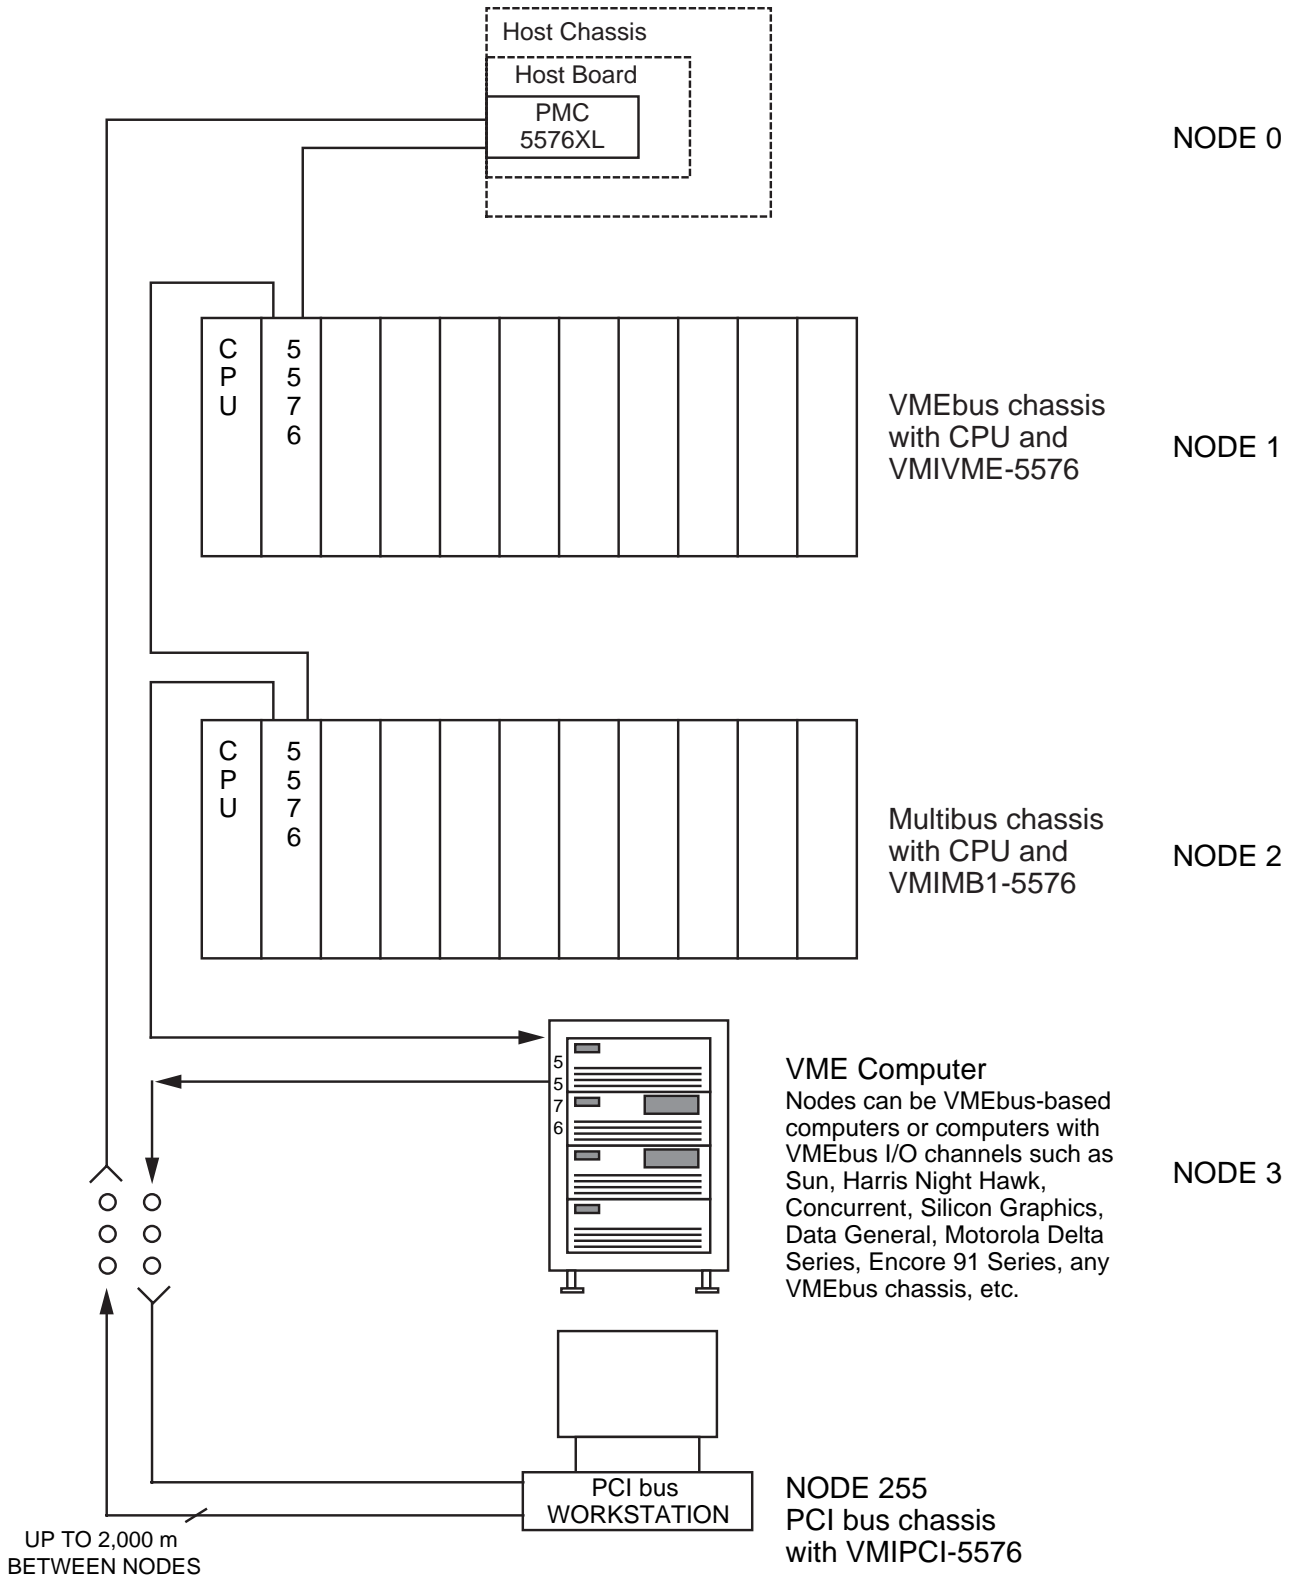 Host Chassis
Host Board
PMC
5576XL
NODE 0
C
P
U
5
5
7
6
VMEbus chassis
with CPU and
VMIVME-5576
NODE 1
C
P
U
5
5
7
6
Multibus chassis
with CPU and
VMIMB1-5576
NODE 2
5
5
7
6
VME Computer
Nodes can be VMEbus-based
computers or computers with
VMEbus I/O channels such as
Sun, Harris Night Hawk,
Concurrent, Silicon Graphics,
Data General, Motorola Delta
Series, Encore 91 Series, any
VMEbus chassis, etc.
NODE 3
PCI bus
WORKSTATION
NODE 255
PCI bus chassis
with VMIPCI-5576
UP TO 2,000 m
BETWEEN NODES